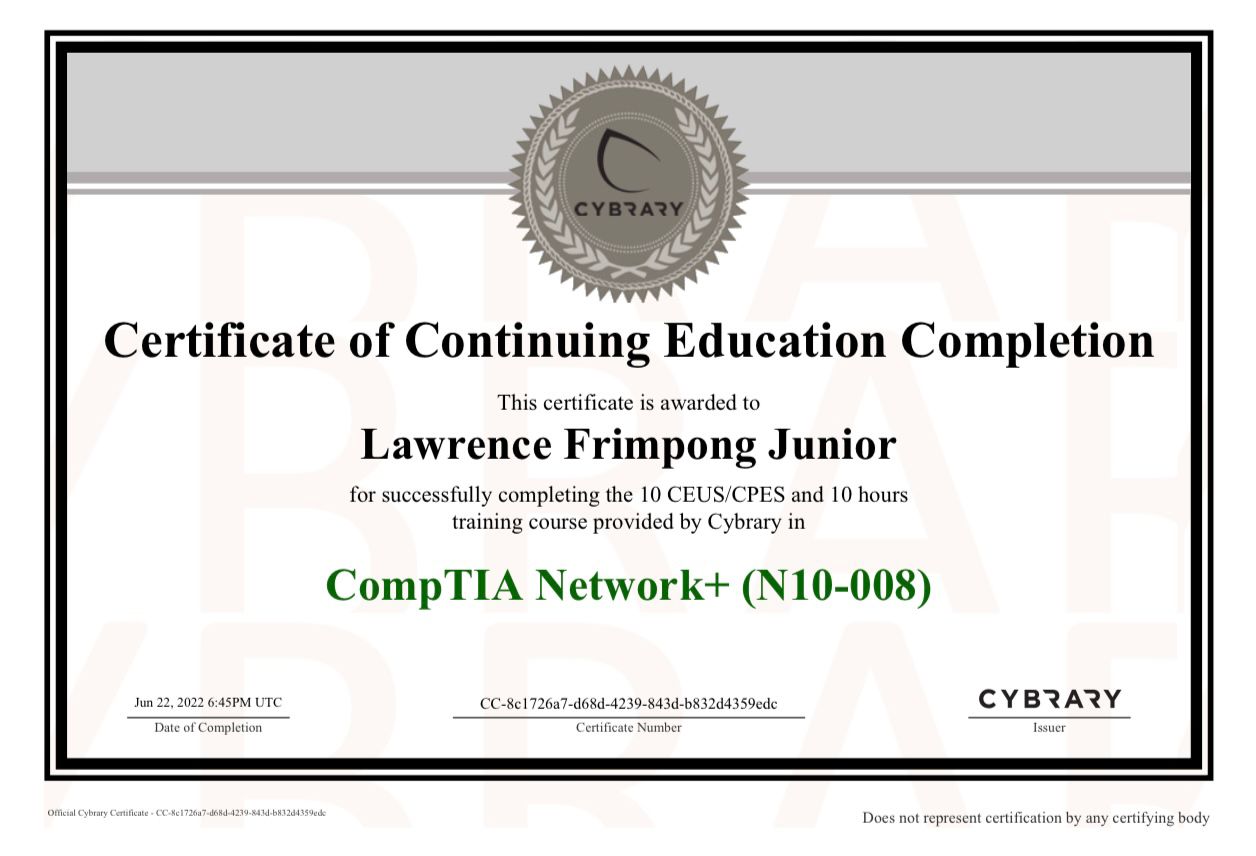 CYBRARY
Certificate of Continuing Education Completion
This certificate is awarded to
Lawrence Frimpong Junior
for successfully completing the 10 CEUS/CPES and 10 hours
training course provided by Cybrary in
CompTIA Network+ (N10-008)
Jun 22, 2022 6:45PM UTC
Date of Completion
CC-8c1726a7-d68d-4239-843d-b832d4359edc
Certificate Number
CYBRARY
Issuer
Official Cybrary Certificate - CC-8c1726a7-d68d-4239-843d-b832d4359edc
Does not represent certification by any certifying body